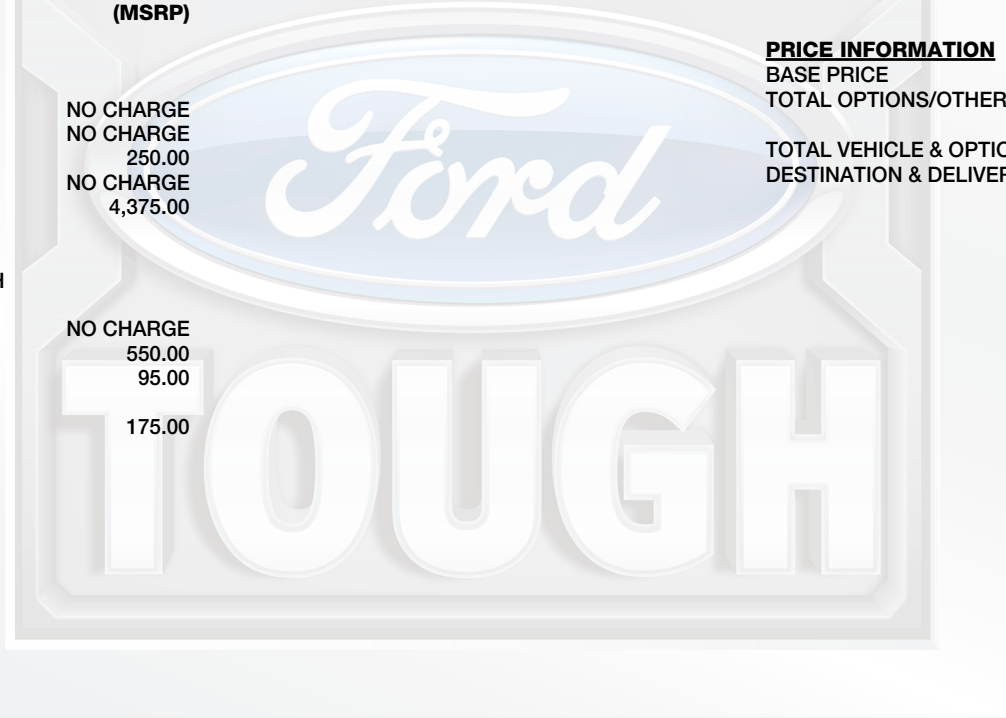 (MSRP)
NO CHARGE
NO CHARGE
250.00
NO CHARGE
4,375.00
H
NO CHARGE
550.00
95.00
175.00
PRICE INFORMATION
BASE PRICE
TOTAL OPTIONS/OTHER
TOTAL VEHICLE & OPTIO
DESTINATION & DELIVER
Ford
TOUGH